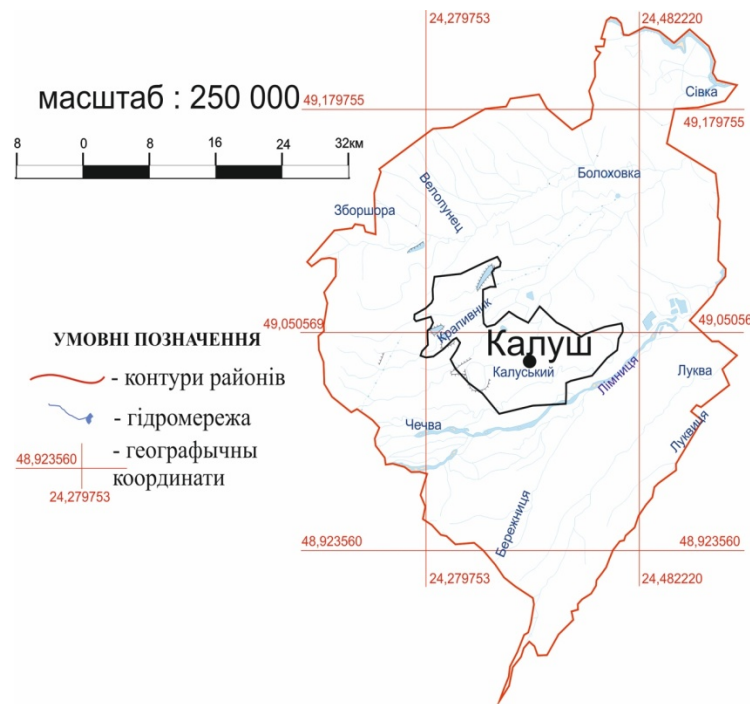 24,279753
24,482220
Сівка
масштаб : 250 000
49,179755
49,179755
8 0 8 16 24 32км
Болоховка
Велопунец
Зборшора
49,050569
49,05056
Крапивник
УМОВНІ ПОЗНАЧЕННЯ
Калуш
Калуський
Лімниця
Луква
- контури районів
- гідромережа
Чечва
Луквиця
- географычны
координати
48,923560
24,279753
Бережниця
48,923560
48,923560
24,279753
24,482220